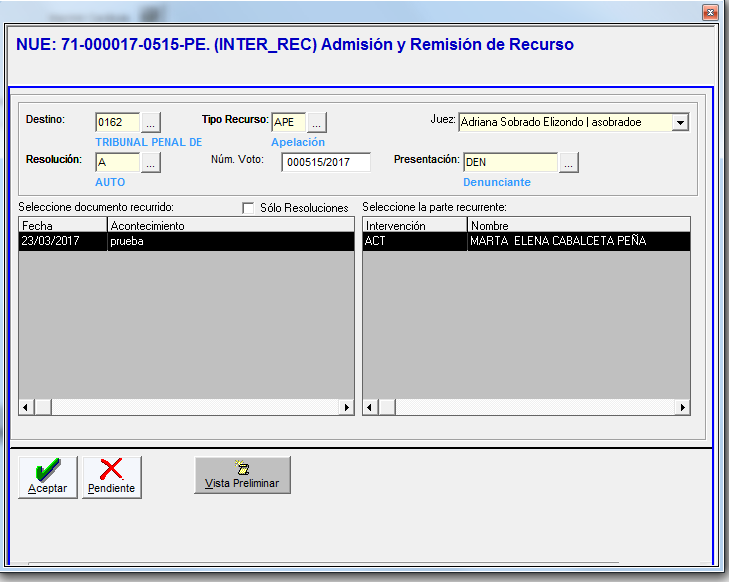 NUE: 71-000017-0515-PE. (INTER_REC) Admisión y Remisión de Recurso
Destino: 0162 ... Tipo Recurso: APE ... Juez: Adriana Sobrado Elizondo | asobradoe
TRIBUNAL PENAL DE Apelación
Resolución: A ... Núm. Voto: 000515/2017 Presentación: DEN ...
AUTO Denunciante
Seleccione documento recurrido: Sólo Resoluciones Seleccione la parte recurrente:
Fecha Acontecimiento Intervención Nombre
23/03/2017 prueba ACT MARTA ELENA CABALCETA PEÑA
Aceptar Pendiente Vista Preliminar